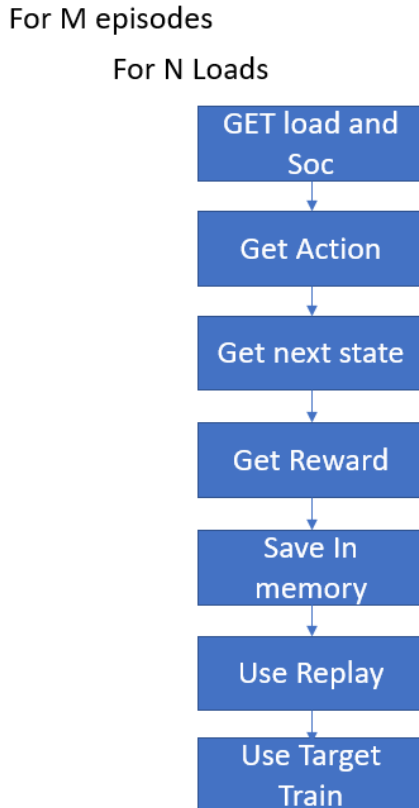 For M episodes
For N Loads
GET load and
Soc
Get Action
Get next state
Get Reward
Save In
memory
Use Replay
Use Target
Train